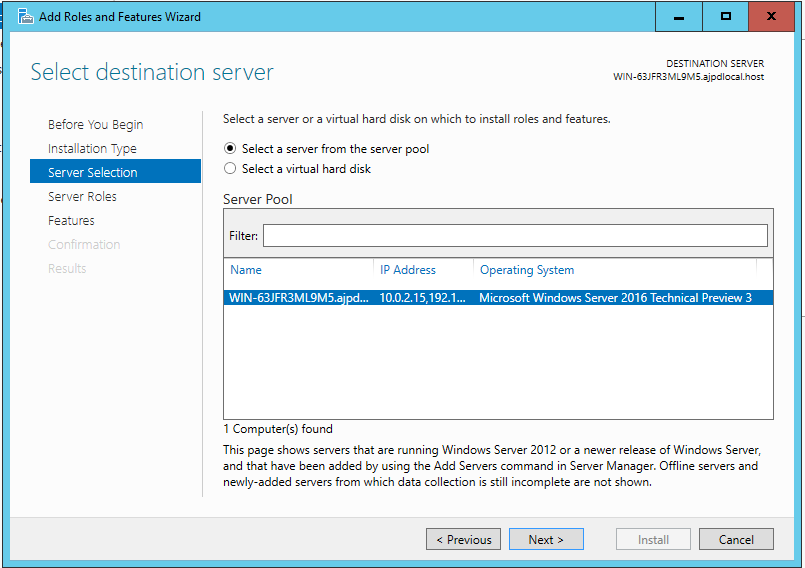 Add Roles and Features Wizard
Select destination server
DESTINATION SERVER
WIN-63JFR3ML9M5.ajpdlocal.host
Before You Begin
Installation Type
Server Selection
Server Roles
Features
Confirmation
Results
Select a server or a virtual hard disk on which to install roles and features.
Select a server from the server pool
Select a virtual hard disk
Server Pool
Filter:
Name IP Address Operating System
WIN-63JFR3ML9M5.ajpd... 10.0.2.15,192.1... Microsoft Windows Server 2016 Technical Preview 3
1 Computer(s) found
This page shows servers that are running Windows Server 2012 or a newer release of Windows Server,
and that have been added by using the Add Servers command in Server Manager. Offline servers and
newly-added servers from which data collection is still incomplete are not shown.
< Previous Next > Install Cancel